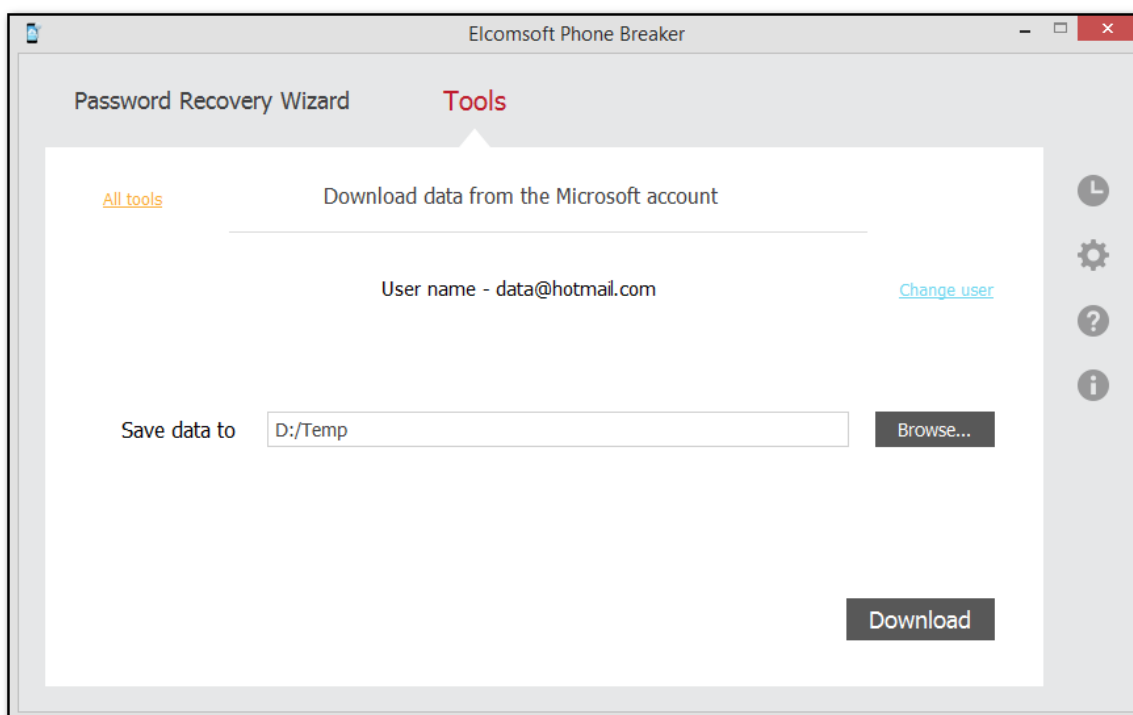 Elcomsoft Phone Breaker
Password Recovery Wizard Tools
All tools Download data from the Microsoft account
User name - data@hotmail.com Change user
Save data to D:/Temp Browse...
Download